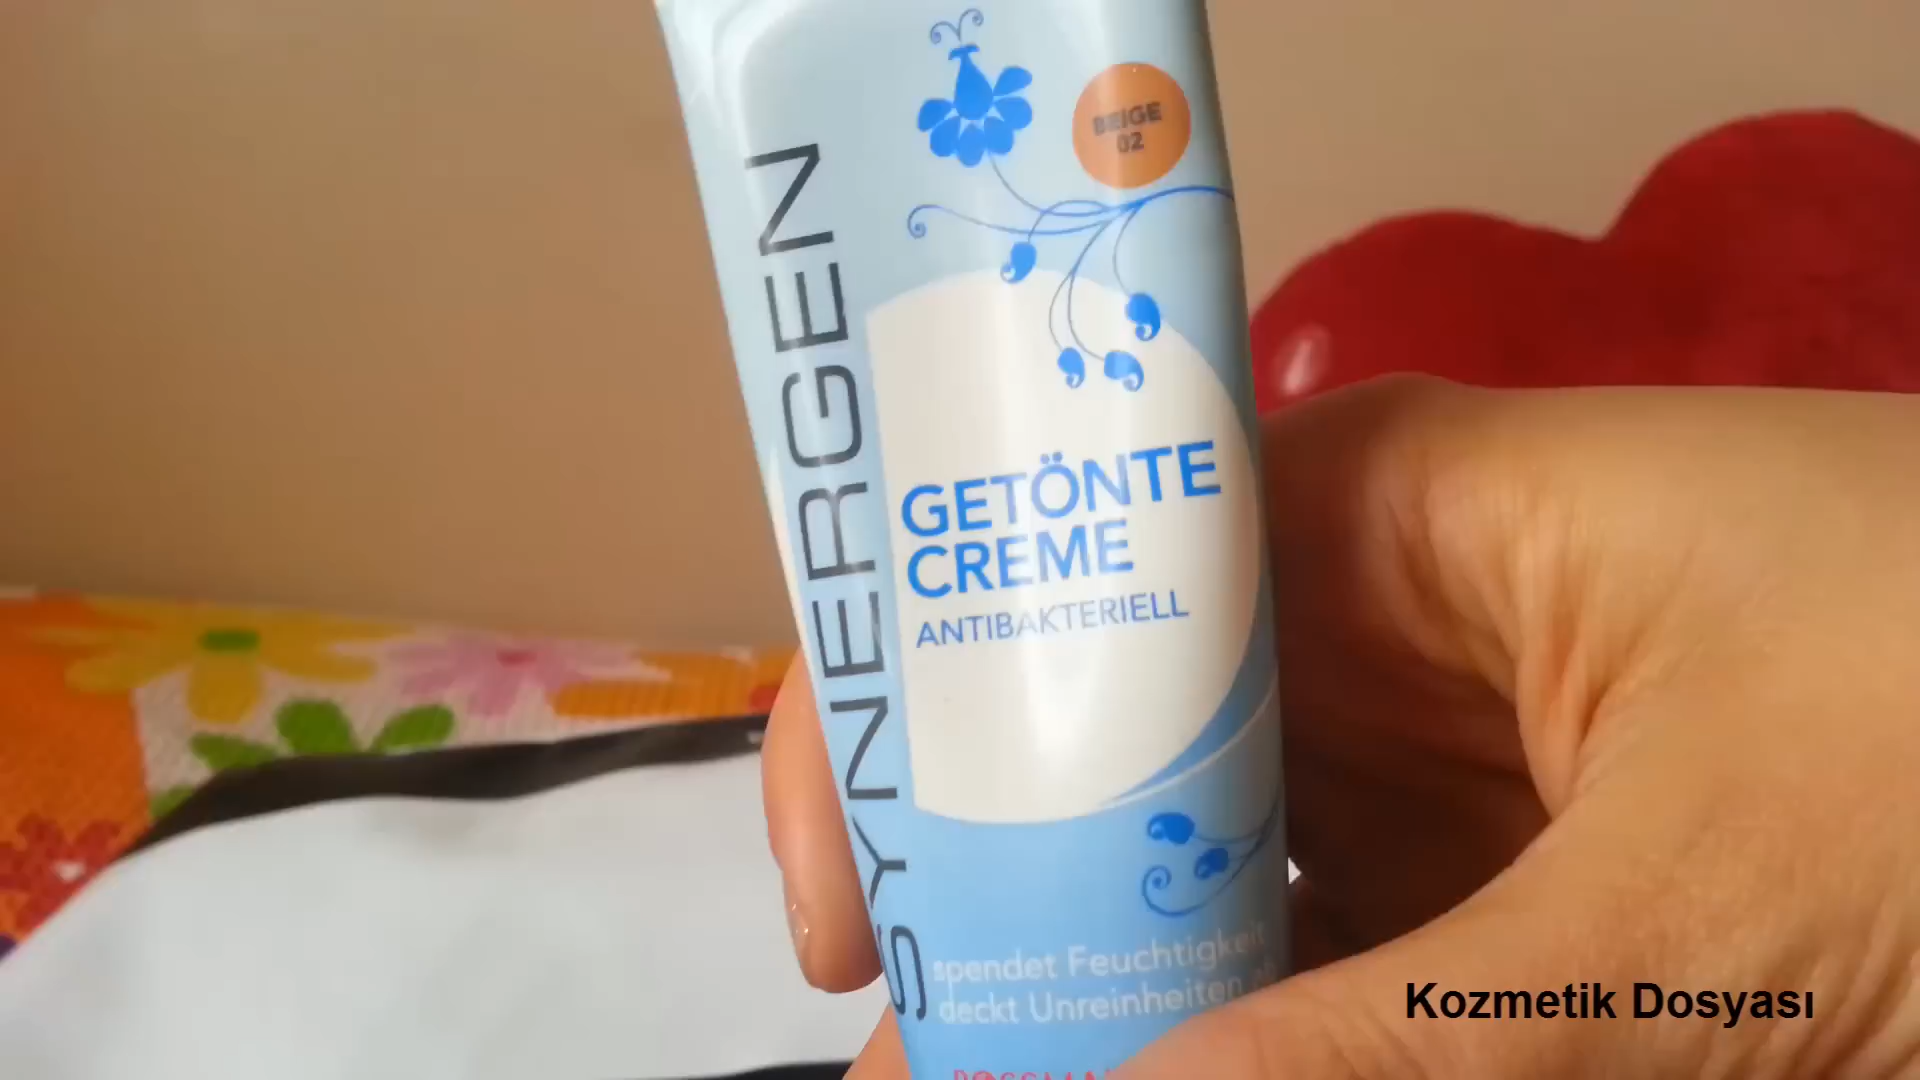 BEIGE
02
SYNERGEN
GETÖNTE
CREME
ANTIBAKTERIELL
spendet Feuchtigkeit
deckt Unreinheiten
Kozmetik Dosyası